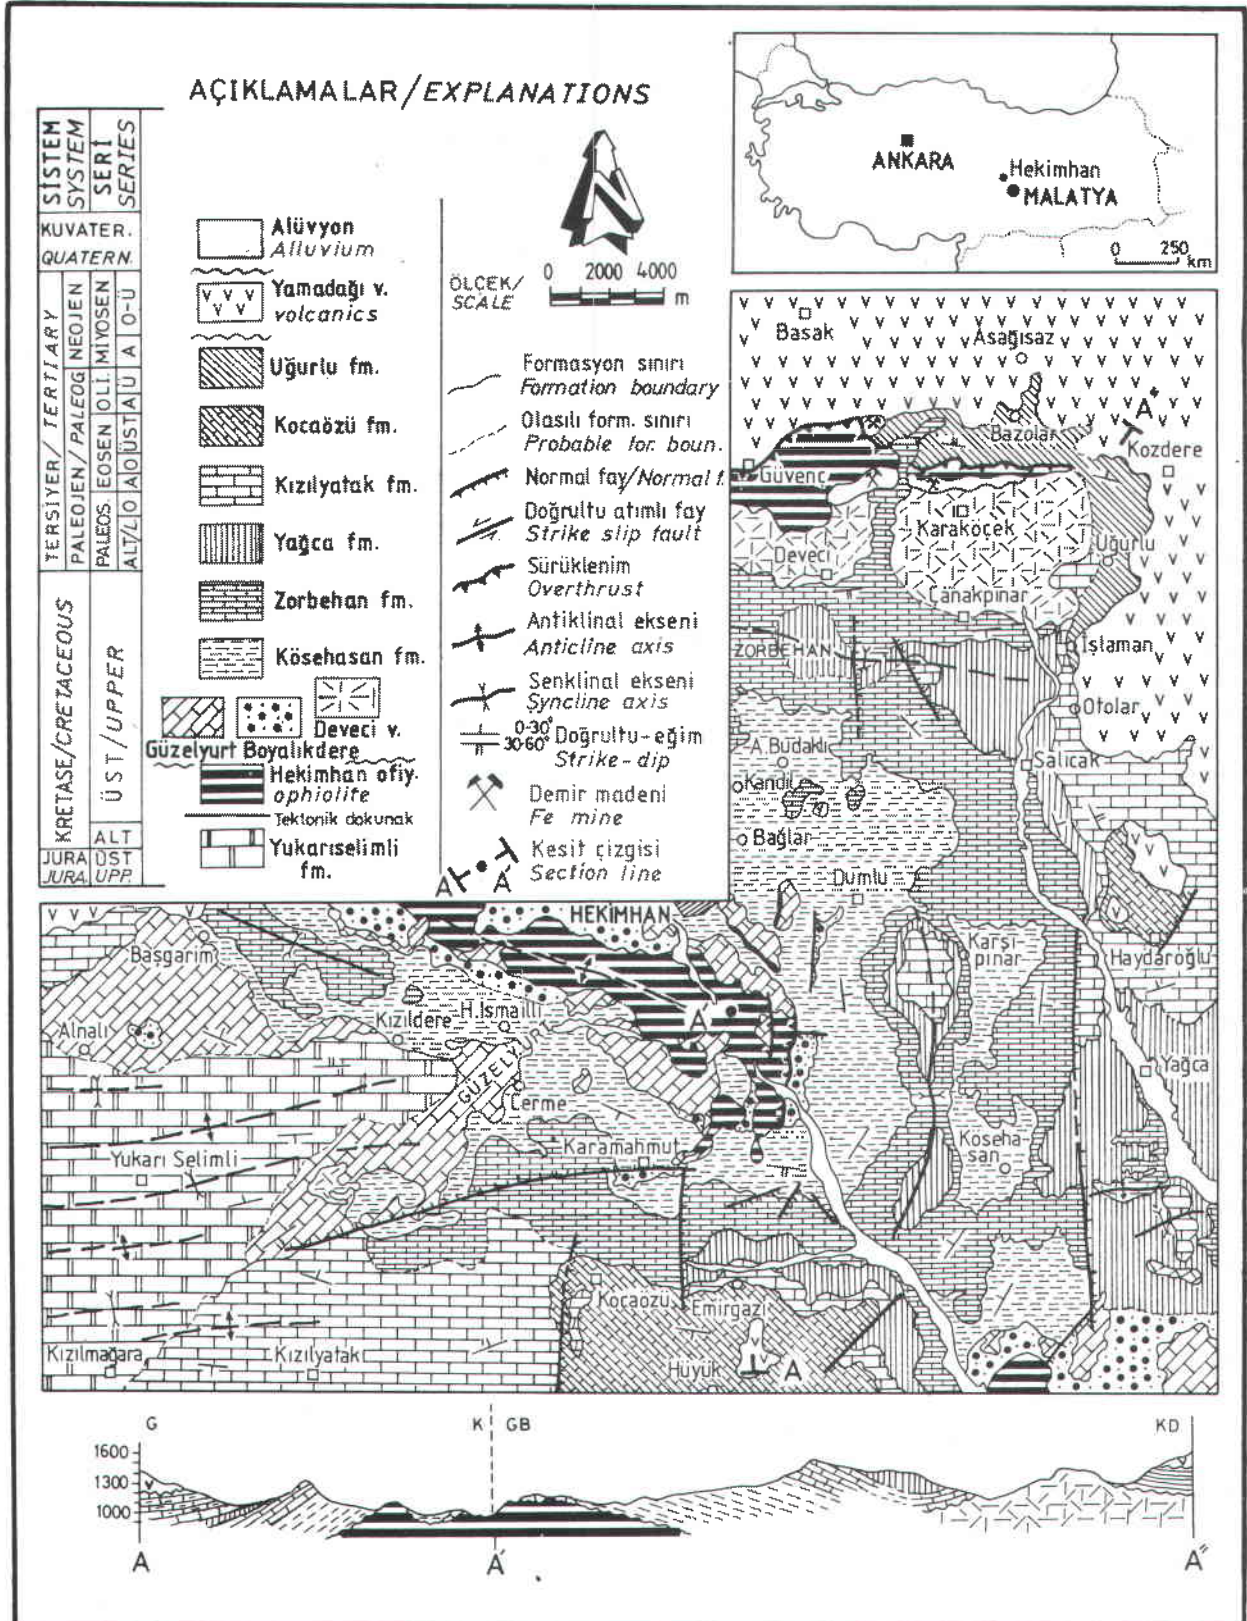 AÇIKLAMALAR/EXPLANATIONS
SİSTEM
SYSTEM
SERİ
SERIES
KUVATER.
QUATERN.
TERSİYER/ TERTIARY
PALEOJEN/PALEOG
NEOJEN
PALEOS.
EOSEN
OLİ.
MİYOSEN
ALT/L
O
A
O
ÜST
A
Ü
A
O-Ü
KRETASE/CRETACEOUS
ÜST/UPPER
ALT
JURA
ÜST
JURA.
UPP.
Alüvyon
Alluvium
Yamadağı v.
volcanics
Uğurlu fm.
Kocaözü fm.
Kızılyatak fm.
Yağca fm.
Zorbehan fm.
Kösehasan fm.
Deveci v.
Güzelyurt Boyalıkdere
Hekimhan ofiy.
ophiolite
Tektonik dokunak
Yukarıselimli
fm.
N
ÖLÇEK/
SCALE
0 2000 4000
m
Formasyon sınırı
Formation boundary
Olasılı form. sınırı
Probable for. boun.
Normal fay/Normal f.
Doğrultu atımlı fay
Strike slip fault
Sürüklenim
Overthrust
Antiklinal ekseni
Anticline axis
Senklinal ekseni
Syncline axis
0-30°
30-60°
Doğrultu-eğim
Strike-dip
Demir madeni
Fe mine
Kesit çizgisi
Section line
A A'
ANKARA
Hekimhan
MALATYA
0 250
km
Basak
Asağısaz
A"
Bazolar
Kozdere
Güvenç
Karaköçek
Deveci
Uğurlu
Çanakpınar
ZORBEHAN
İşlaman
Otolar
A.Budaklı
Salıcak
Kandil
Bağlar
Dumlu
HEKİMHAN
Başgarim
Karşı-
pınar
Haydaroğlu
Kızıldere
H.İsmailli
A'
Alnalı
GÜZELYURT
Yağca
Cerme
Yukarı Selimli
Karamahmut
Köseha-
san
Kocaözü
Emirgazi
Kızılmağara
Kızılyatak
Hüyük
A
G
K
GB
KD
1600
1300
1000
A
A'
A"